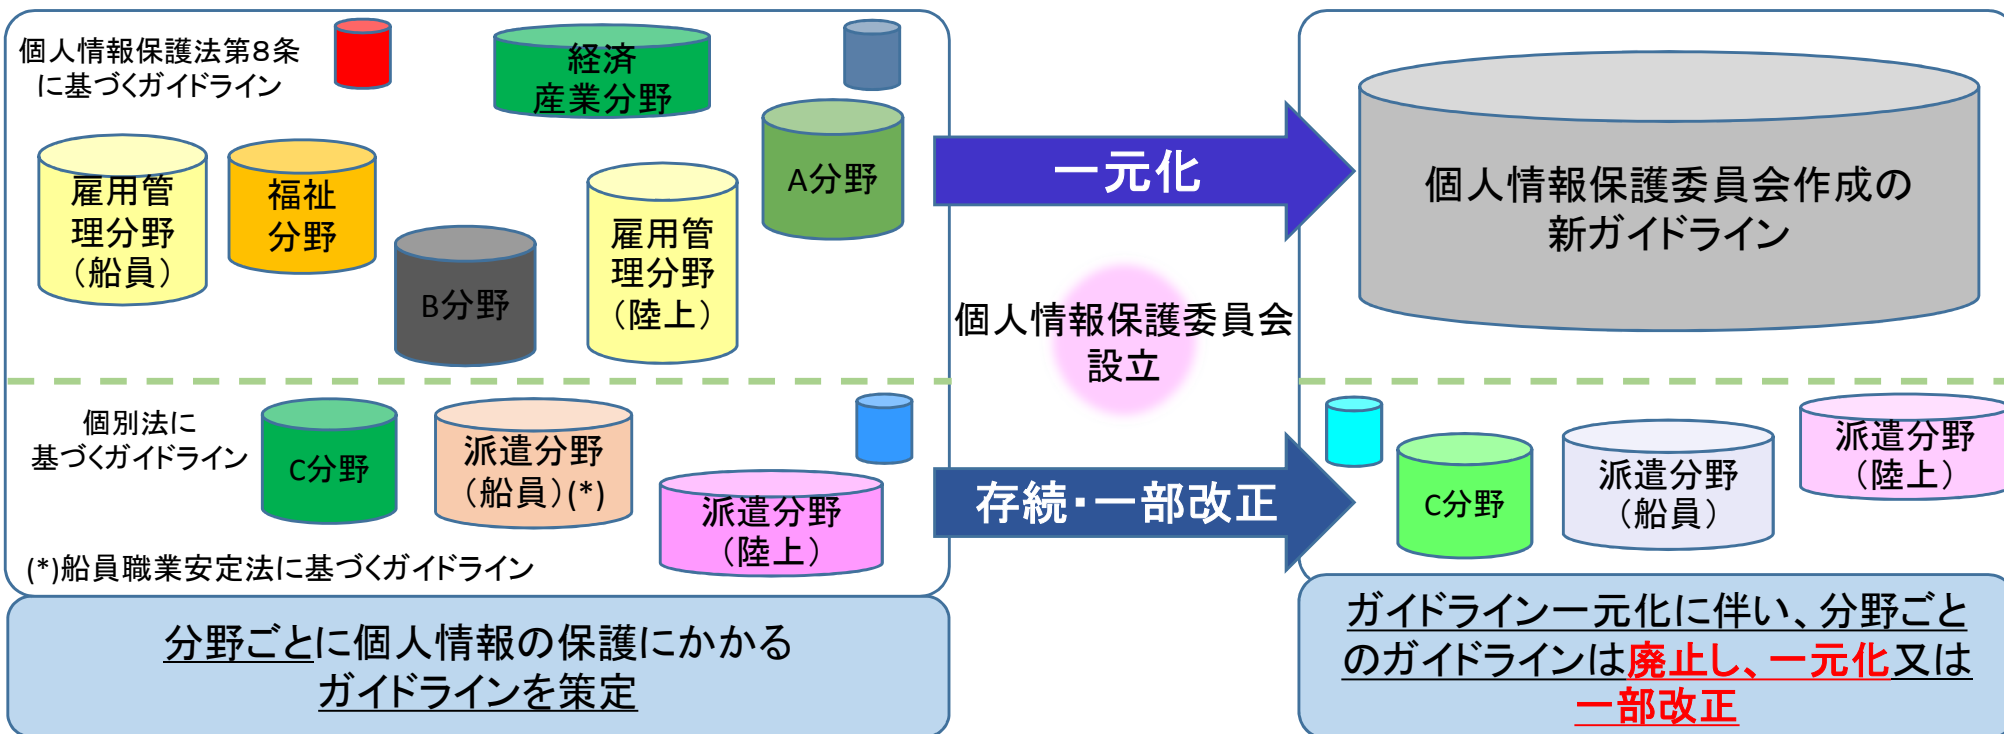 個人情報保護法第８条
に基づくガイドライン
経済
産業分野
A分野
雇用管
理分野
（船員）
福祉
分野
B分野
雇用管
理分野
（陸上）
個別法に
基づくガイドライン
C分野
派遣分野
（船員）(*)
派遣分野
（陸上）
(*)船員職業安定法に基づくガイドライン
分野ごとに個人情報の保護にかかる
ガイドラインを策定
一元化
個人情報保護委員会
設立
存続・一部改正
個人情報保護委員会作成の
新ガイドライン
C分野
派遣分野
（船員）
派遣分野
（陸上）
ガイドライン一元化に伴い、分野ごと
のガイドラインは廃止し、一元化又は
一部改正